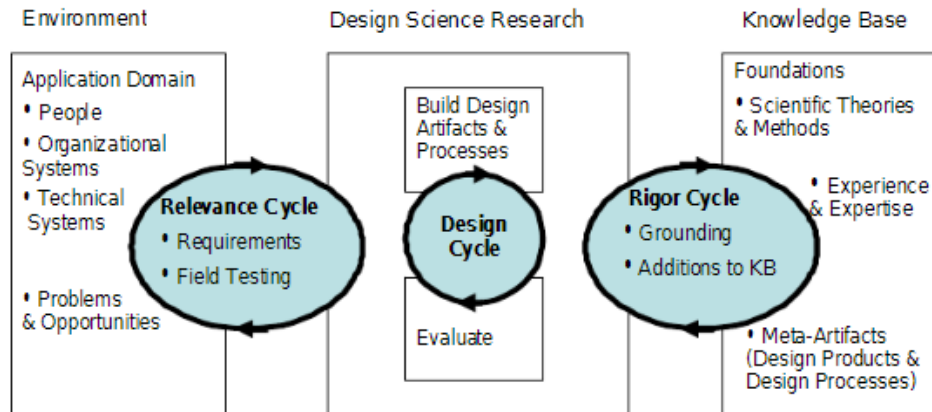 Environment
Design Science Research
Knowledge Base
Application Domain
• People
• Organizational
Systems
• Technical
Systems
• Problems
& Opportunities
Relevance Cycle
• Requirements
• Field Testing
Build Design
Artifacts &
Processes
Design
Cycle
Evaluate
Rigor Cycle
• Grounding
• Additions to KB
Foundations
• Scientific Theories
& Methods
• Experience
& Expertise
• Meta-Artifacts
(Design Products &
Design Processes)